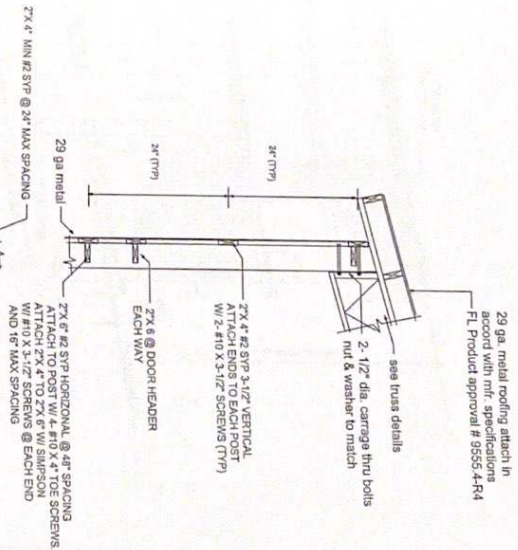 29 ga. metal roofing attach in
accord with mfr. specifications
FL Product approval # 9555.4-R4
see truss details
2- 1/2" dia. carrage thru bolts
nut & washer to match
24" (TYP)
24" (TYP)
2"X 4" #2 SYP 3-1/2" VERTICAL
ATTACH ENDS TO EACH POST
W/ 2- #10 X 3-1/2" SCREWS (TYP)
2"X 6 @ DOOR HEADER
EACH WAY
29 ga metal
2"X 6" #2 SYP HORIZONAL @ 48" SPACING
ATTACH TO POST W/ 4- #10 X 4" TOE SCREWS.
ATTACH 2"X 4" TO 2"X 6" W/ SIMPSON
W/ #10 X 3-1/2" SCREWS @ EACH END
AND 16" MAX SPACING
2"X 4" MIN #2 SYP @ 24" MAX SPACING